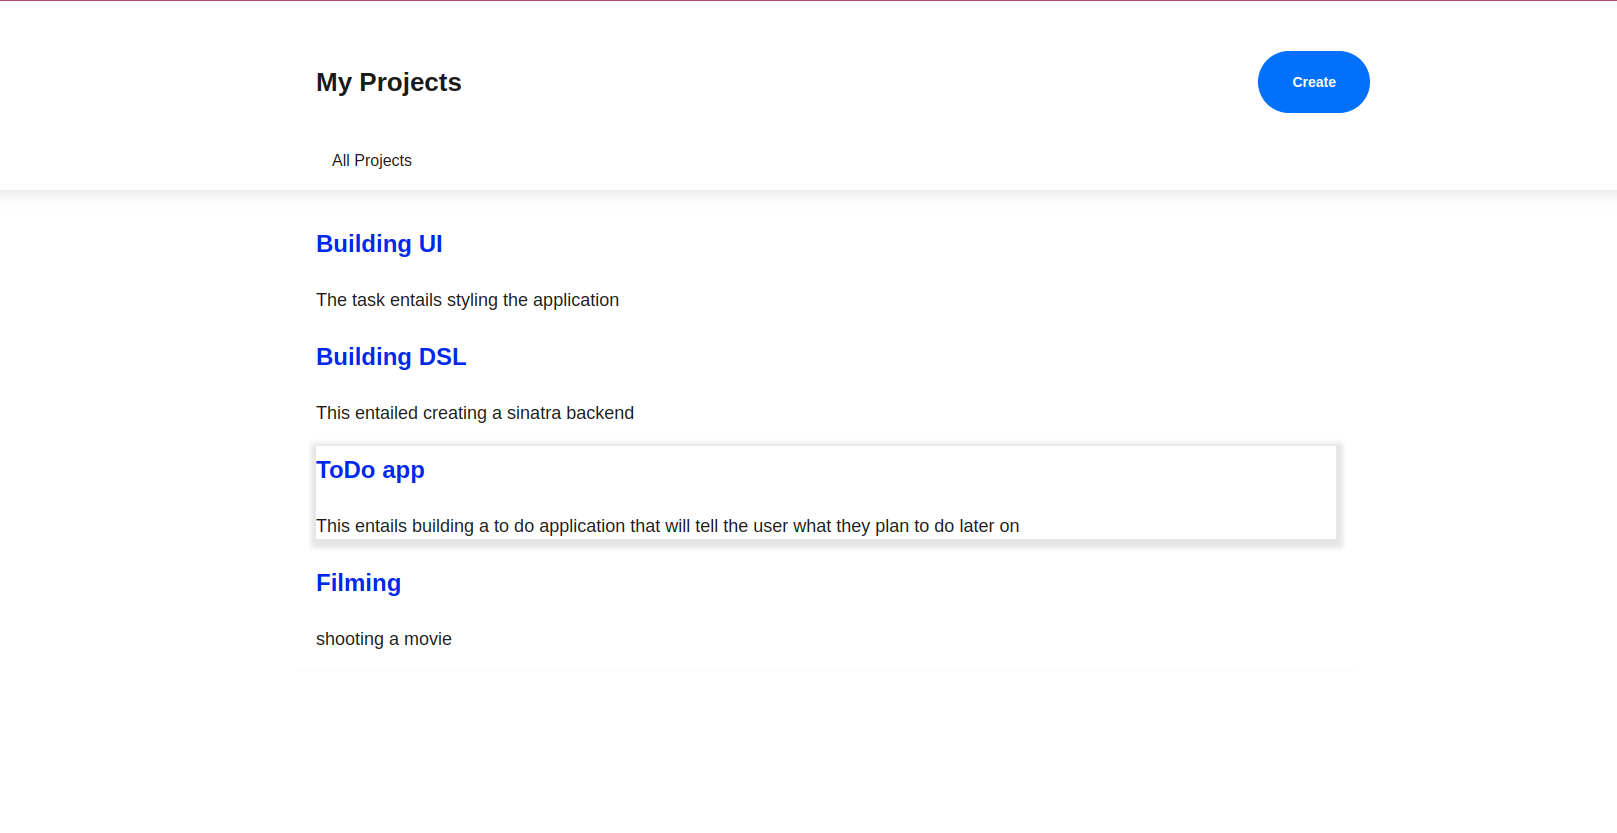 My Projects
Create
All Projects
Building UI
The task entails styling the application
Building DSL
This entailed creating a sinatra backend
ToDo app
This entails building a to do application that will tell the user what they plan to do later on
Filming
shooting a movie